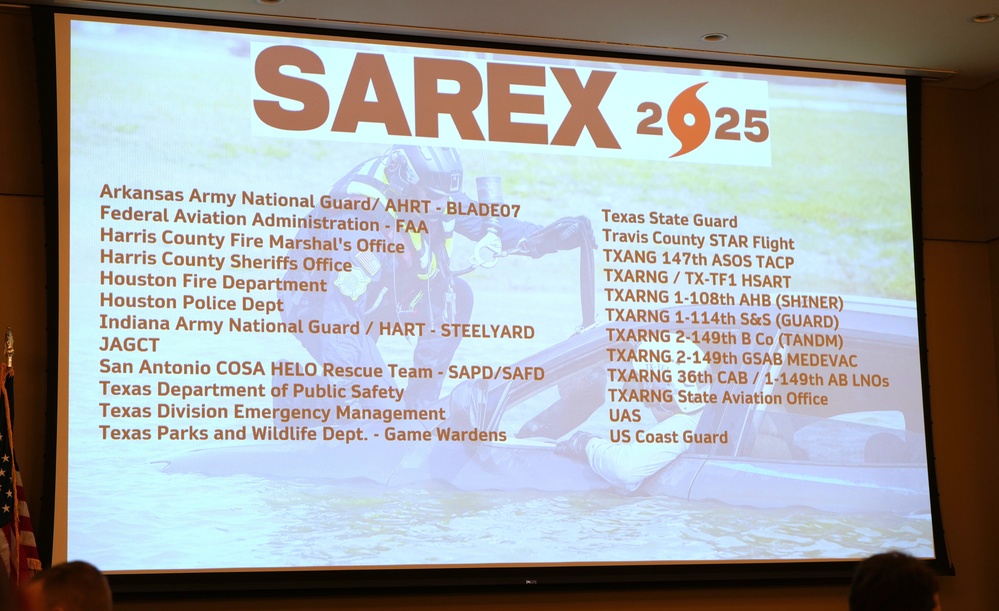 SAREX 2025
Arkansas Army National Guard/ AHRT - BLADE07
Federal Aviation Administration - FAA
Harris County Fire Marshal's Office
Harris County Sheriffs Office
Houston Fire Department
Houston Police Dept
Indiana Army National Guard / HART - STEELYARD
JAGCT
San Antonio COSA HELO Rescue Team - SAPD/SAFD
Texas Department of Public Safety
Texas Division Emergency Management
Texas Parks and Wildlife Dept. - Game Wardens
Texas State Guard
Travis County STAR Flight
TXANG 147th ASOS TACP
TXARNG / TX-TF1 HSART
TXARNG 1-108th AHB (SHINER)
TXARNG 1-114th S&S (GUARD)
TXARNG 2-149th B Co (TANDM)
TXARNG 2-149th GSAB MEDEVAC
TXARNG 36th CAB / 1-149th AB LNOs
TXARNG State Aviation Office
UAS
US Coast Guard